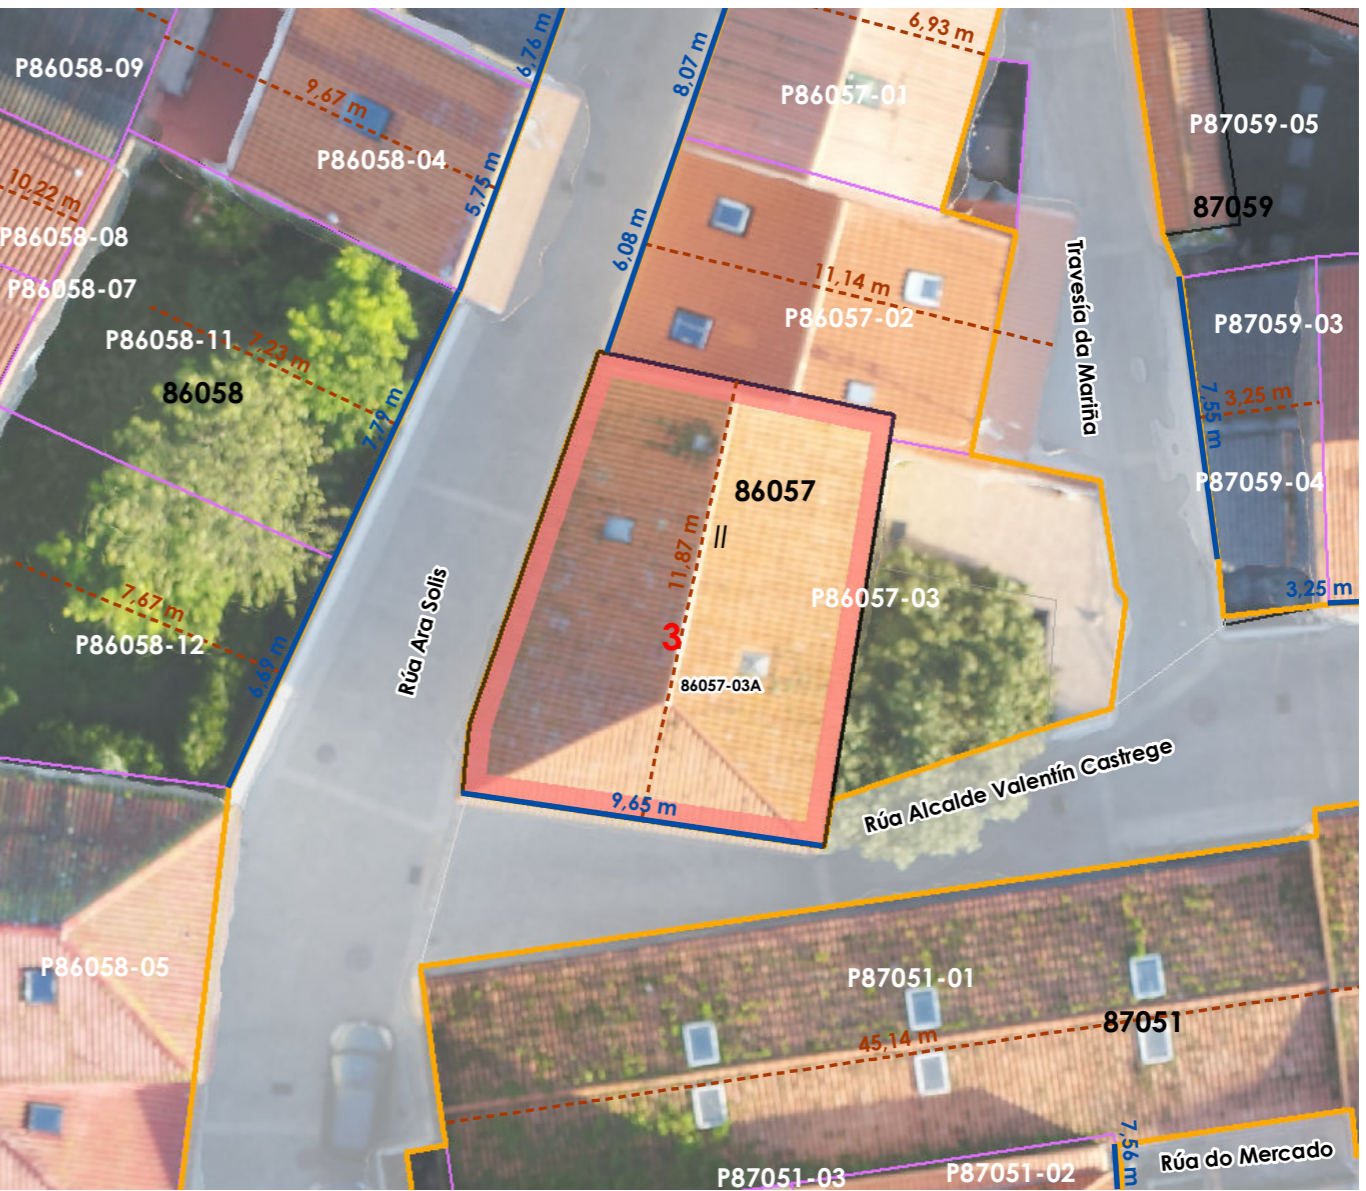 6,76 m
8,07 m
6,93 m
P86058-09
9,67 m
P86057-01
P87059-05
P86058-04
5,75 m
10,22 m
87059
P86058-08
6,08 m
Travesía da Mariña
11,14 m
P86058-07
P86057-02
P87059-03
P86058-11
7,23 m
86058
7,79 m
7,55 m
3,25 m
P87059-04
86057
II
11,87 m
Rúa Ara Solis
3,25 m
P86057-03
7,67 m
P86058-12
6,69 m
3
86057-03A
9,65 m
Rúa Alcalde Valentín Castrege
P86058-05
P87051-01
87051
45,14 m
7,56 m
Rúa do Mercado
P87051-03
P87051-02